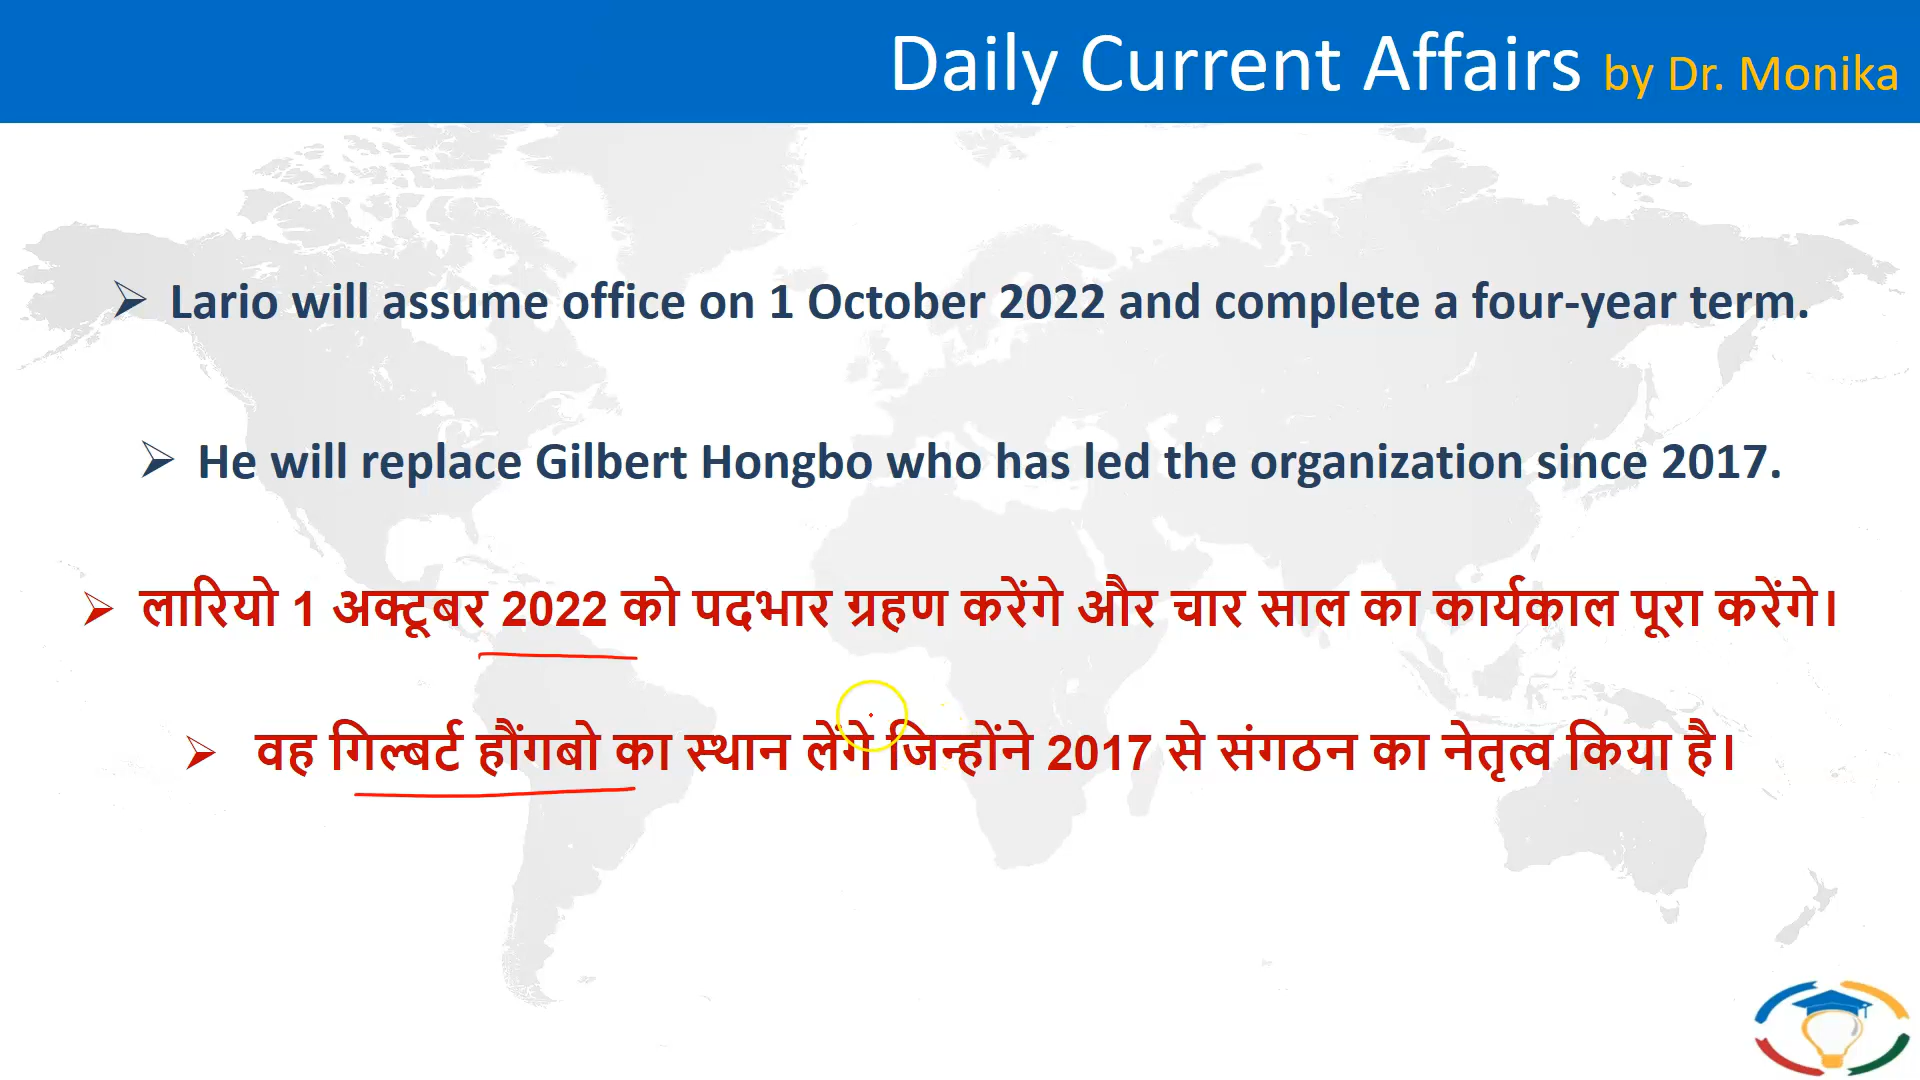 Daily Current Affairs by Dr. Monika
Lario will assume office on 1 October 2022 and complete a four-year term.
He will replace Gilbert Hongbo who has led the organization since 2017.
लारियो 1 अक्टूबर 2022 को पदभार ग्रहण करेंगे और चार साल का कार्यकाल पूरा करेंगे।
वह गिल्बर्ट हौंगबो का स्थान लेंगे जिन्होंने 2017 से संगठन का नेतृत्व किया है।